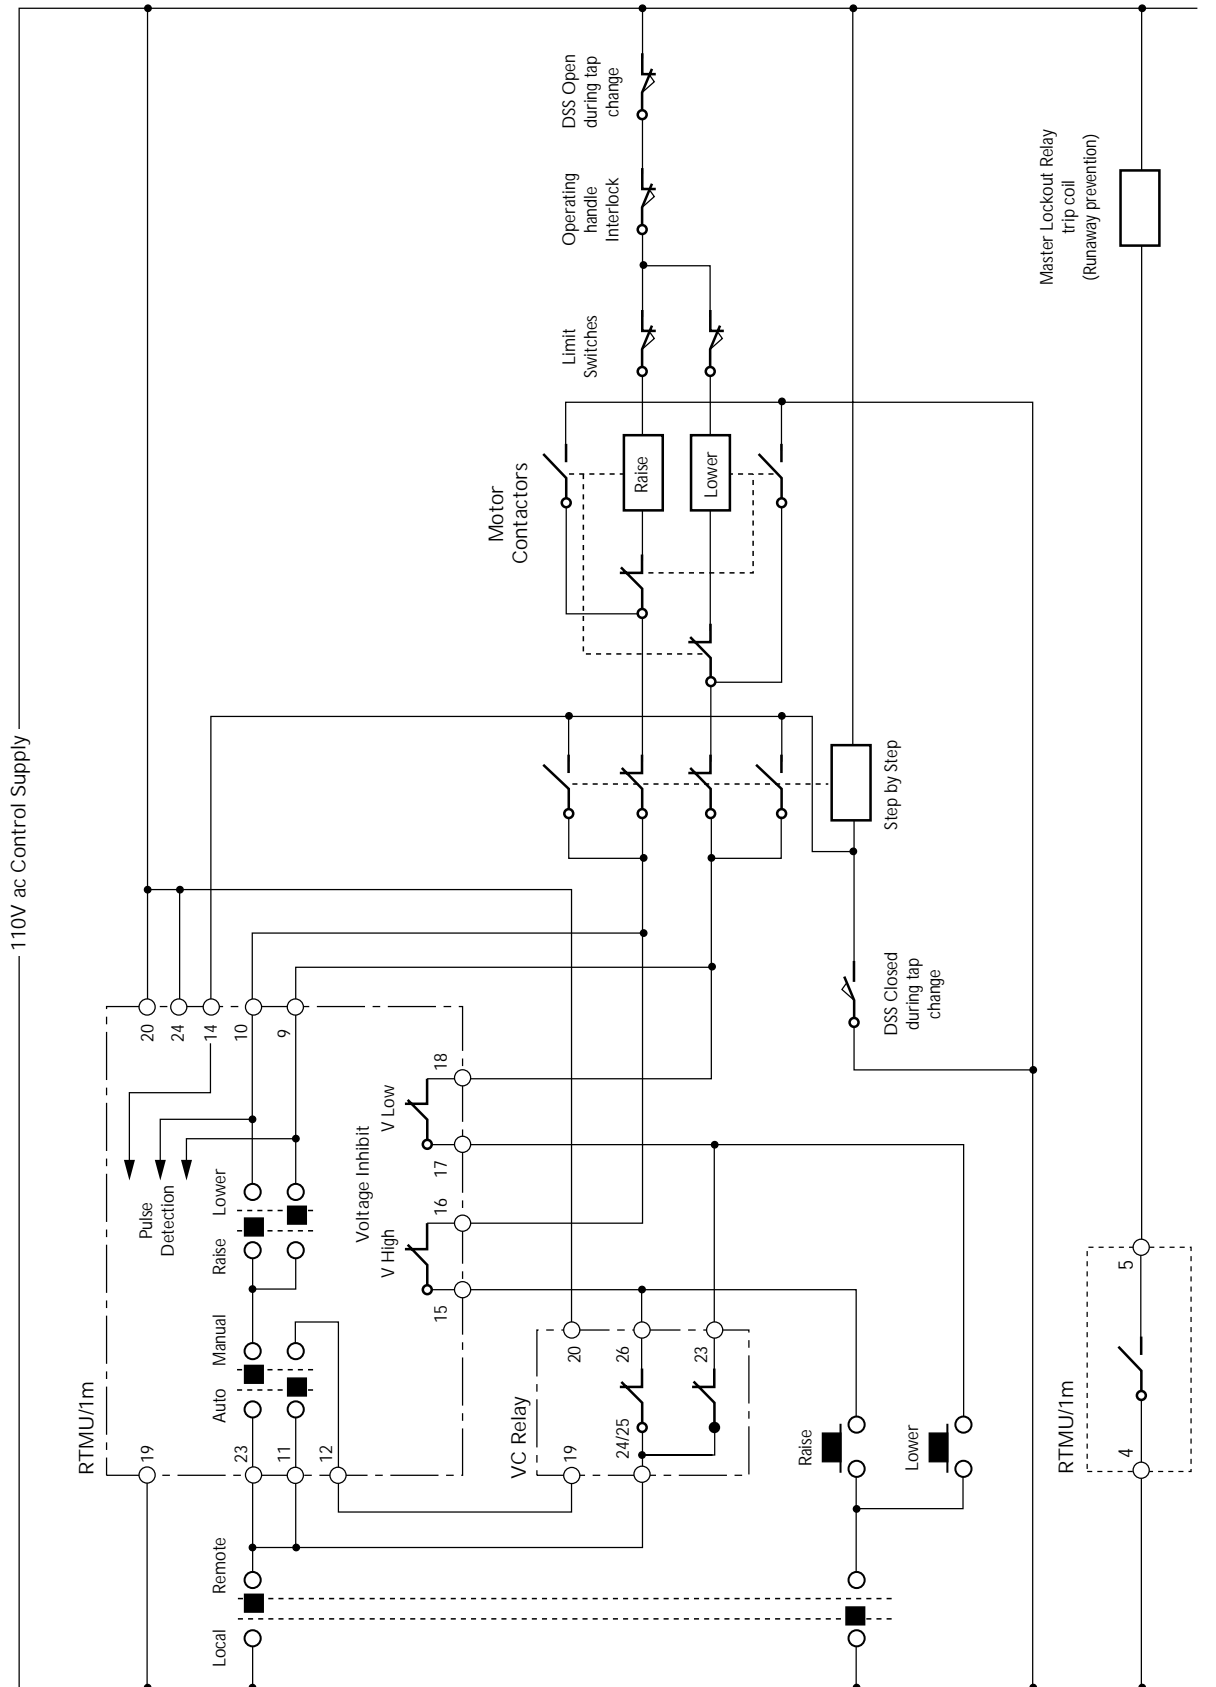 110V ac Control Supply
RTMU/1m
19
23
11
12
Local
Remote
Auto
Manual
Raise
Lower
Pulse
Detection
20
24
14
10
9
Voltage Inhibit
V High
V Low
15
16
17
18
VC Relay
19
24/25
20
26
23
Motor
Contactors
Raise
Lower
Limit
Switches
Operating
handle
Interlock
DSS Open
during tap
change
Step by Step
DSS Closed
during tap
change
Raise
Lower
RTMU/1m
4
5
Master Lockout Relay
trip coil
(Runaway prevention)